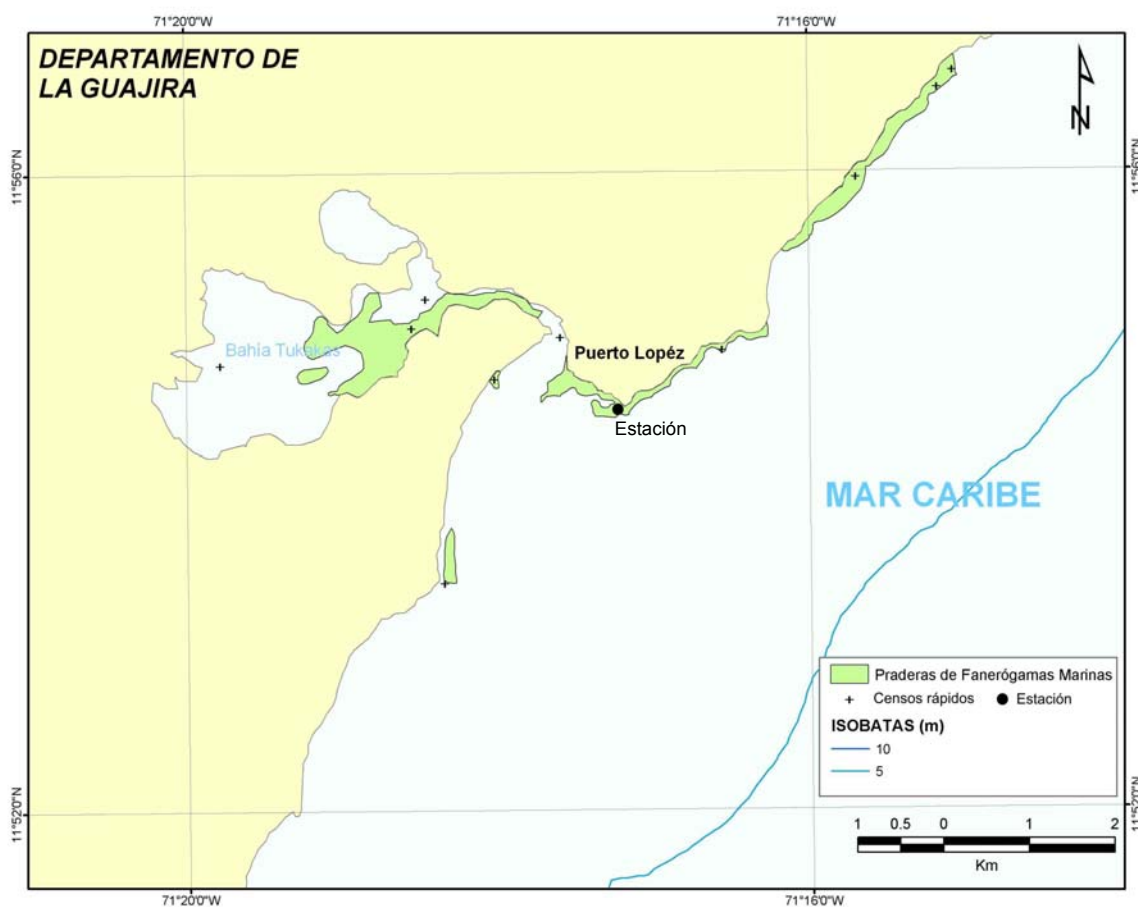 71°20'0"W
71°16'0"W
DEPARTAMENTO DE
LA GUAJIRA
N
11°56'0"N
11°56'0"N
Bahía Tukakas
Puerto Lopéz
Estación
MAR CARIBE
Praderas de Fanerógamas Marinas
Censos rápidos
Estación
ISOBATAS (m)
10
5
11°52'0"N
11°52'0"N
1 0.5 0 1 2
Km
71°20'0"W
71°16'0"W